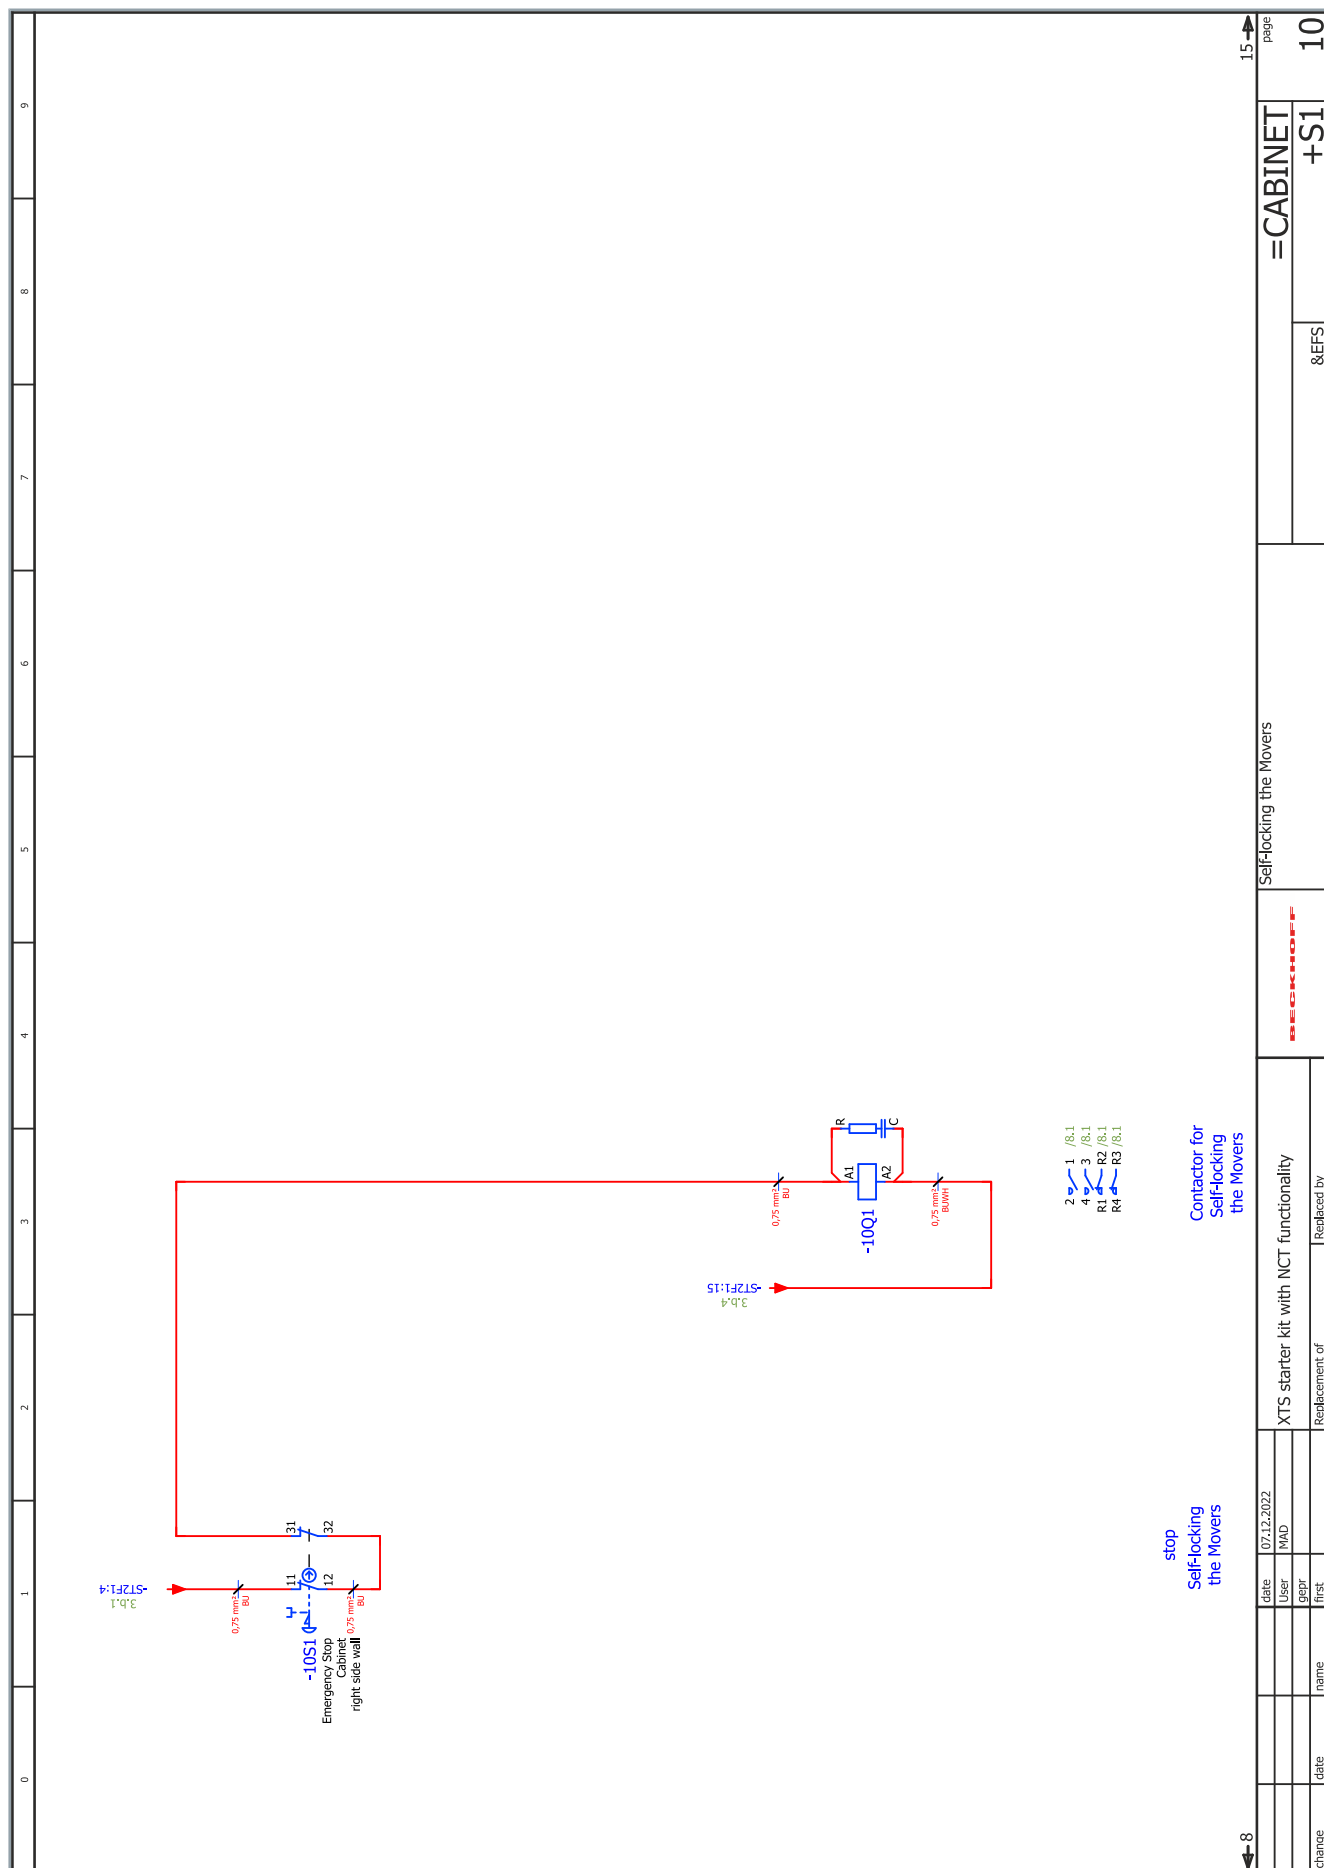 0
1
2
3
4
5
6
7
8
9
-ST2F1:4
3.b.1
0,75 mm²
BU
11
12
31
32
-10S1
Emergency Stop
Cabinet
right side wall
0,75 mm²
BU
0,75 mm²
BU
-ST2F1:15
3.b.4
-10Q1
A1
A2
R
C
0,75 mm²
BUWH
2 1 /8.1
4 3 /8.1
R1 R2 /8.1
R4 R3 /8.1
stop
Self-locking
the Movers
Contactor for
Self-locking
the Movers
8
15
change
date
name
date 07.12.2022
User MAD
gepr
first
XTS starter kit with NCT functionality
Replacement of
Replaced by
BECKHOFF
Self-locking the Movers
=CABINET
+S1
&EFS
page
10